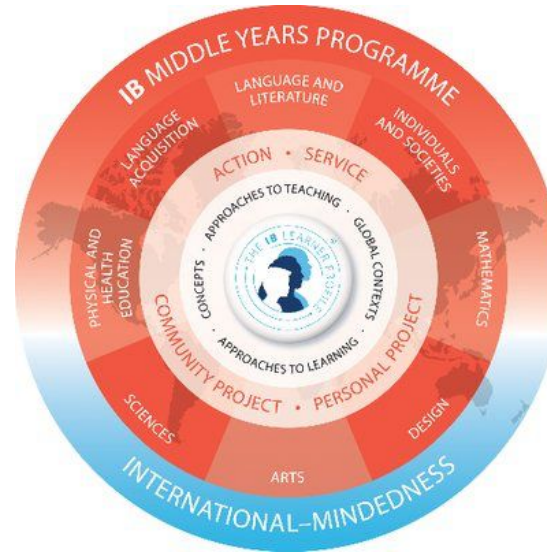 IB MIDDLE YEARS PROGRAMME
LANGUAGE AND
LITERATURE
INDIVIDUALS
AND SOCIETIES
MATHEMATICS
DESIGN
ARTS
SCIENCES
PHYSICAL AND
HEALTH
EDUCATION
LANGUAGE
ACQUISITION
ACTION • SERVICE
COMMUNITY PROJECT • PERSONAL PROJECT
APPROACHES TO TEACHING • GLOBAL CONTEXTS
APPROACHES TO LEARNING • CONCEPTS
THE IB LEARNER PROFILE
INTERNATIONAL–MINDEDNESS